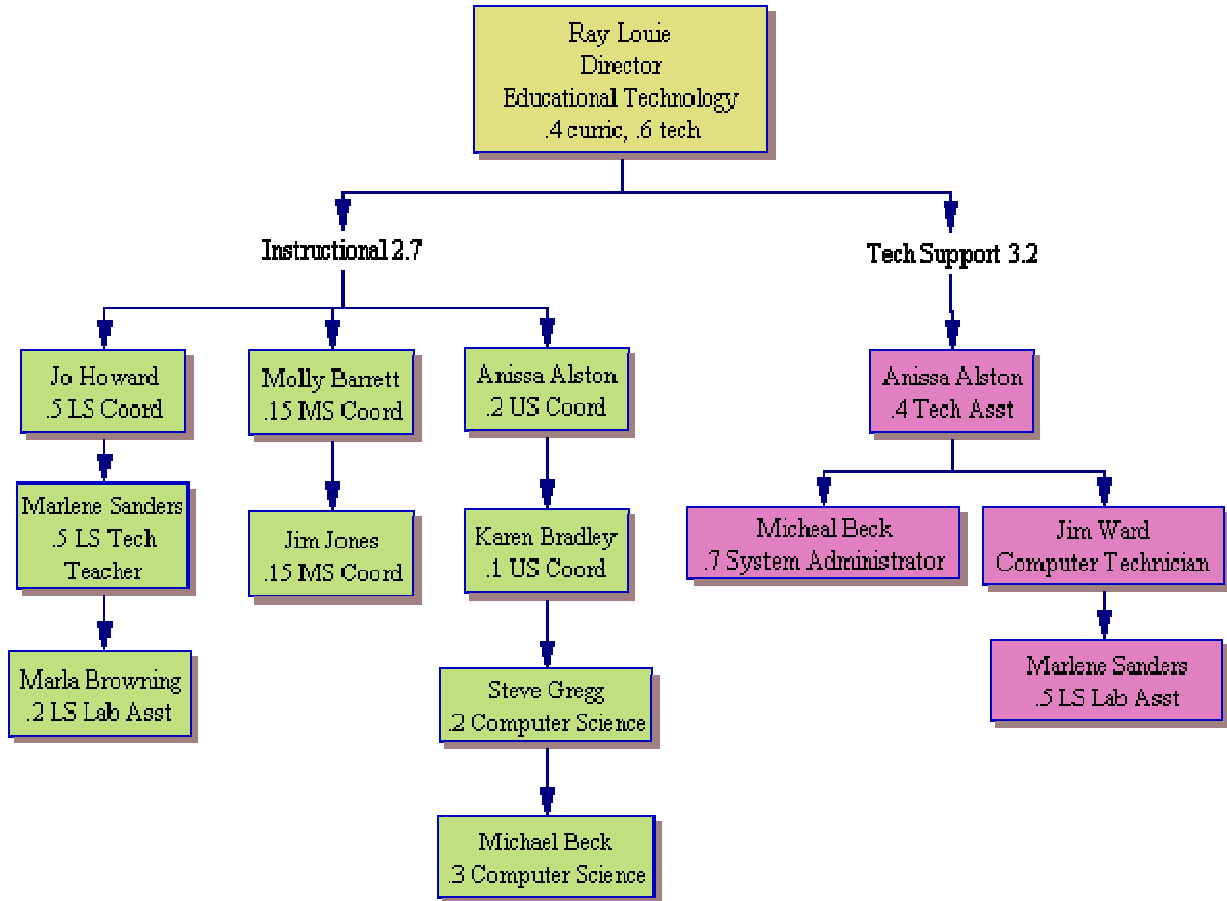 Ray Louie
Director
Educational Technology
.4 curric, .6 tech
Instructional 2.7
Tech Support 3.2
Jo Howard
.5 LS Coord
Molly Barrett
.15 MS Coord
Anissa Alston
.2 US Coord
Anissa Alston
.4 Tech Asst
Marlene Sanders
.5 LS Tech
Teacher
Jim Jones
.15 MS Coord
Karen Bradley
.1 US Coord
Micheal Beck
.7 System Administrator
Jim Ward
Computer Technician
Marla Browning
.2 LS Lab Asst
Steve Gregg
.2 Computer Science
Marlene Sanders
.5 LS Lab Asst
Michael Beck
.3 Computer Science